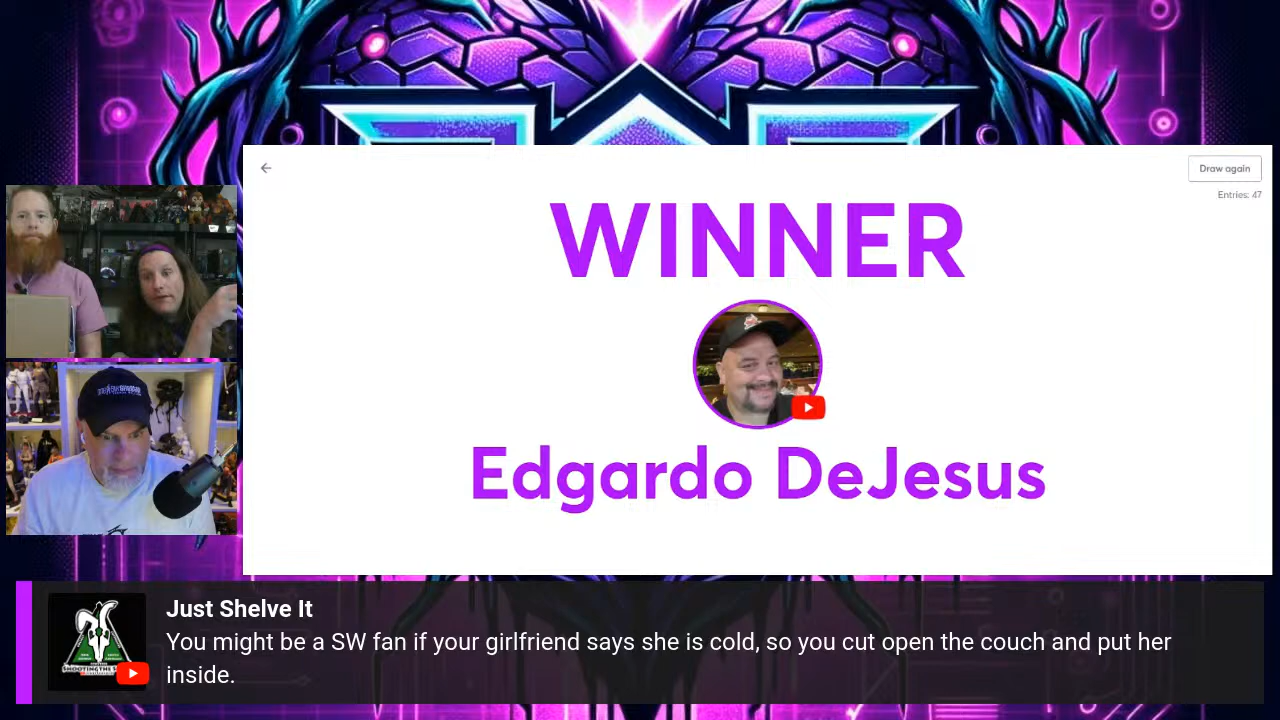 Draw again
Entries: 47
WINNER
Edgardo DeJesus
Just Shelve It
You might be a SW fan if your girlfriend says she is cold, so you cut open the couch and put her
inside.